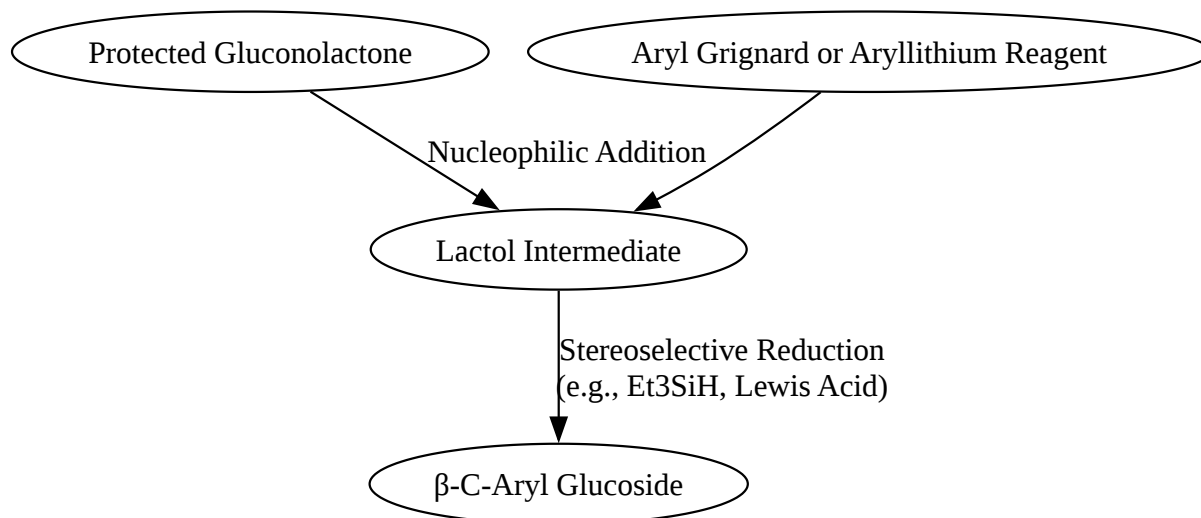 Protected Gluconolactone
Aryl Grignard or Aryllithium Reagent
Nucleophilic Addition
Lactol Intermediate
Stereoselective Reduction
(e.g., Et3SiH, Lewis Acid)
β-C-Aryl Glucoside